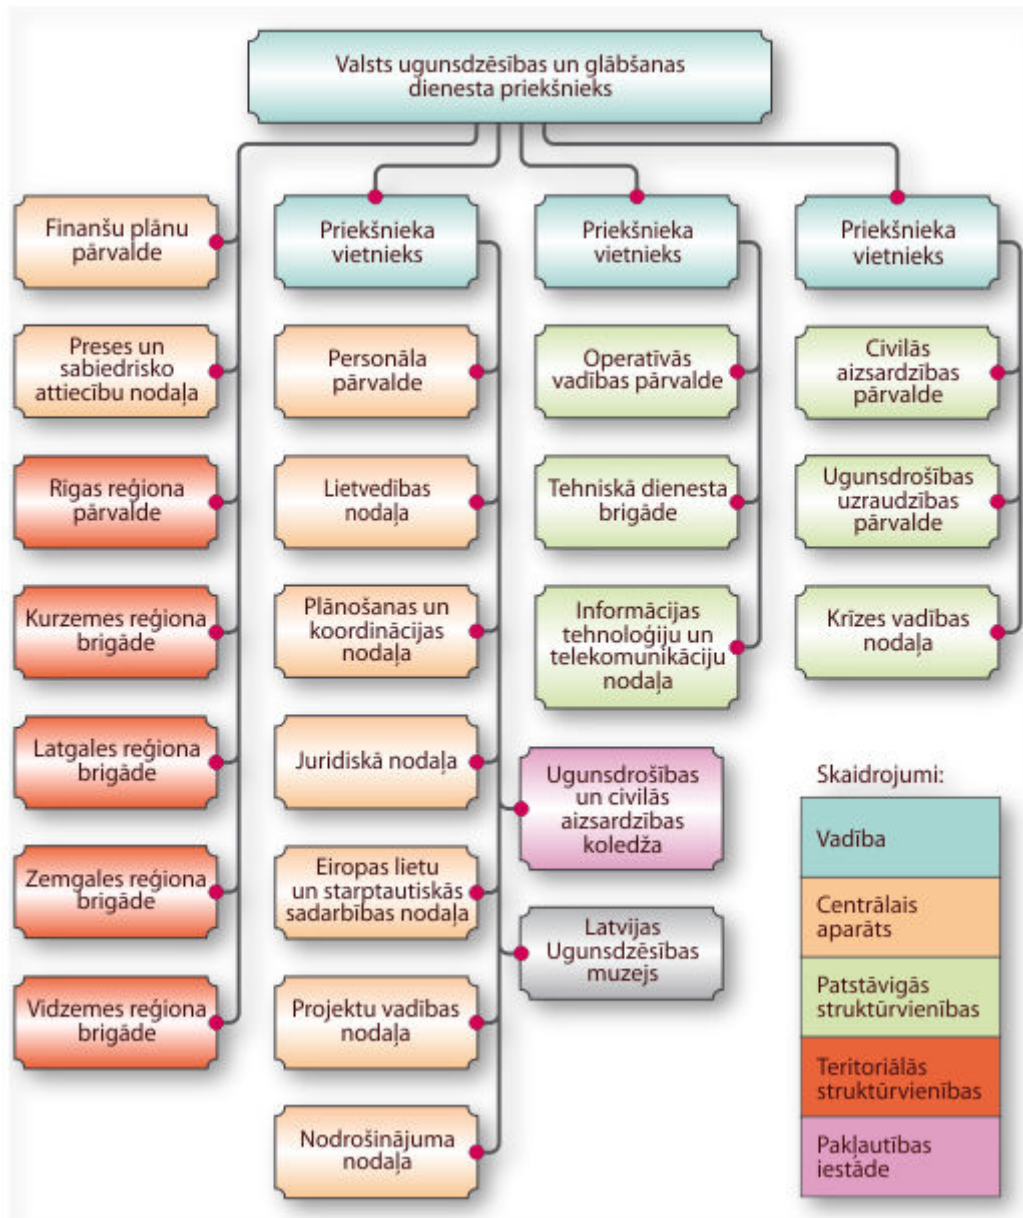 Valsts ugunsdzēsības un glābšanas
dienesta priekšnieks
Finanšu plānu
pārvalde
Preses un
sabiedrisko
attiecību nodaļa
Rīgas reģiona
pārvalde
Kurzemes reģiona
brigāde
Latgales reģiona
brigāde
Zemgales reģiona
brigāde
Vidzemes reģiona
brigāde
Priekšnieka
vietnieks
Personāla
pārvalde
Lietvedības
nodaļa
Plānošanas un
koordinācijas
nodaļa
Juridiskā nodaļa
Eiropas lietu
un starptautiskās
sadarbības nodaļa
Projektu vadības
nodaļa
Nodrošinājuma
nodaļa
Ugunsdrošības
un civilās
aizsardzības
koledža
Latvijas
Ugunsdzēsības
muzejs
Priekšnieka
vietnieks
Operatīvās
vadības pārvalde
Tehniskā dienesta
brigāde
Informācijas
tehnoloģiju un
telekomunikāciju
nodaļa
Priekšnieka
vietnieks
Civilās
aizsardzības
pārvalde
Ugunsdrošības
uzraudzības
pārvalde
Krīzes vadības
nodaļa
Skaidrojumi:
Vadība
Centrālais
aparāts
Patstāvigās
struktūrvienības
Teritoriālās
struktūrvienības
Pakļautības
iestāde